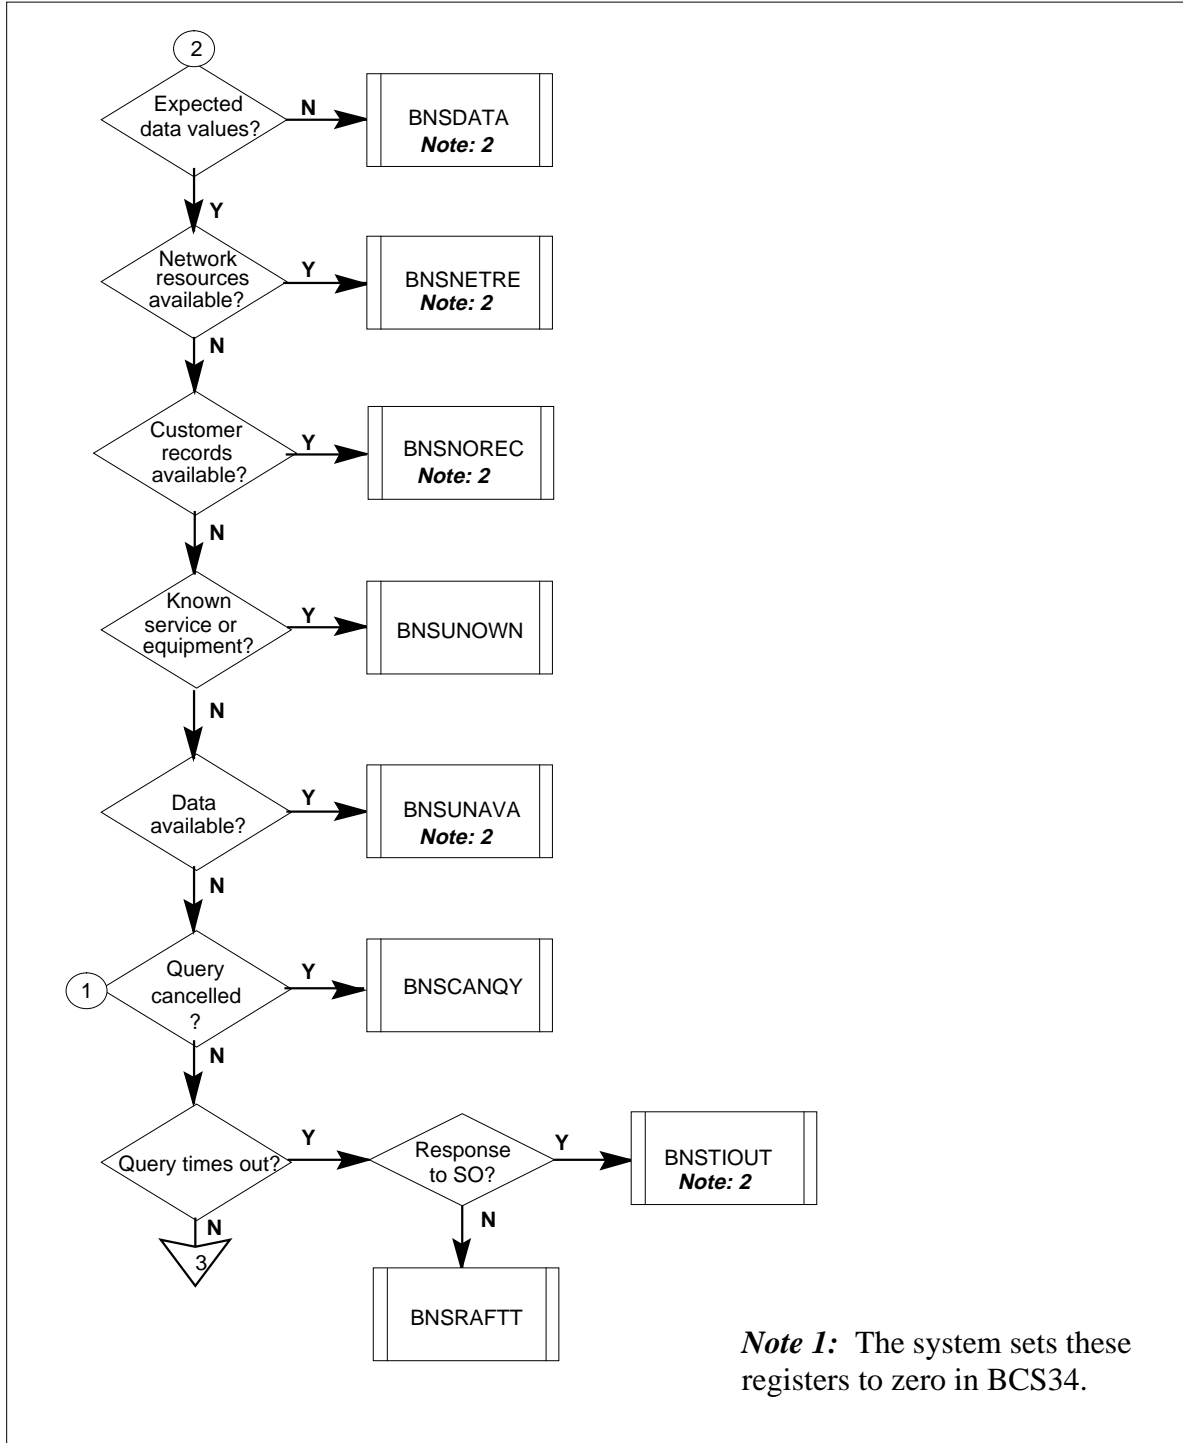 2
Expected
data values?
N
BNSDATA
Note: 2
Y
Network
resources
available?
Y
BNSNETRE
Note: 2
N
Customer
records
available?
Y
BNSNOREC
Note: 2
N
Known
service or
equipment?
Y
BNSUNOWN
N
Data
available?
Y
BNSUNAVA
Note: 2
N
1
Query
cancelled
?
Y
BNSCANQY
N
Query times out?
Y
Response
to SO?
Y
BNSTIOUT
Note: 2
N
3
N
BNSRAFTT
Note 1: The system sets these
registers to zero in BCS34.